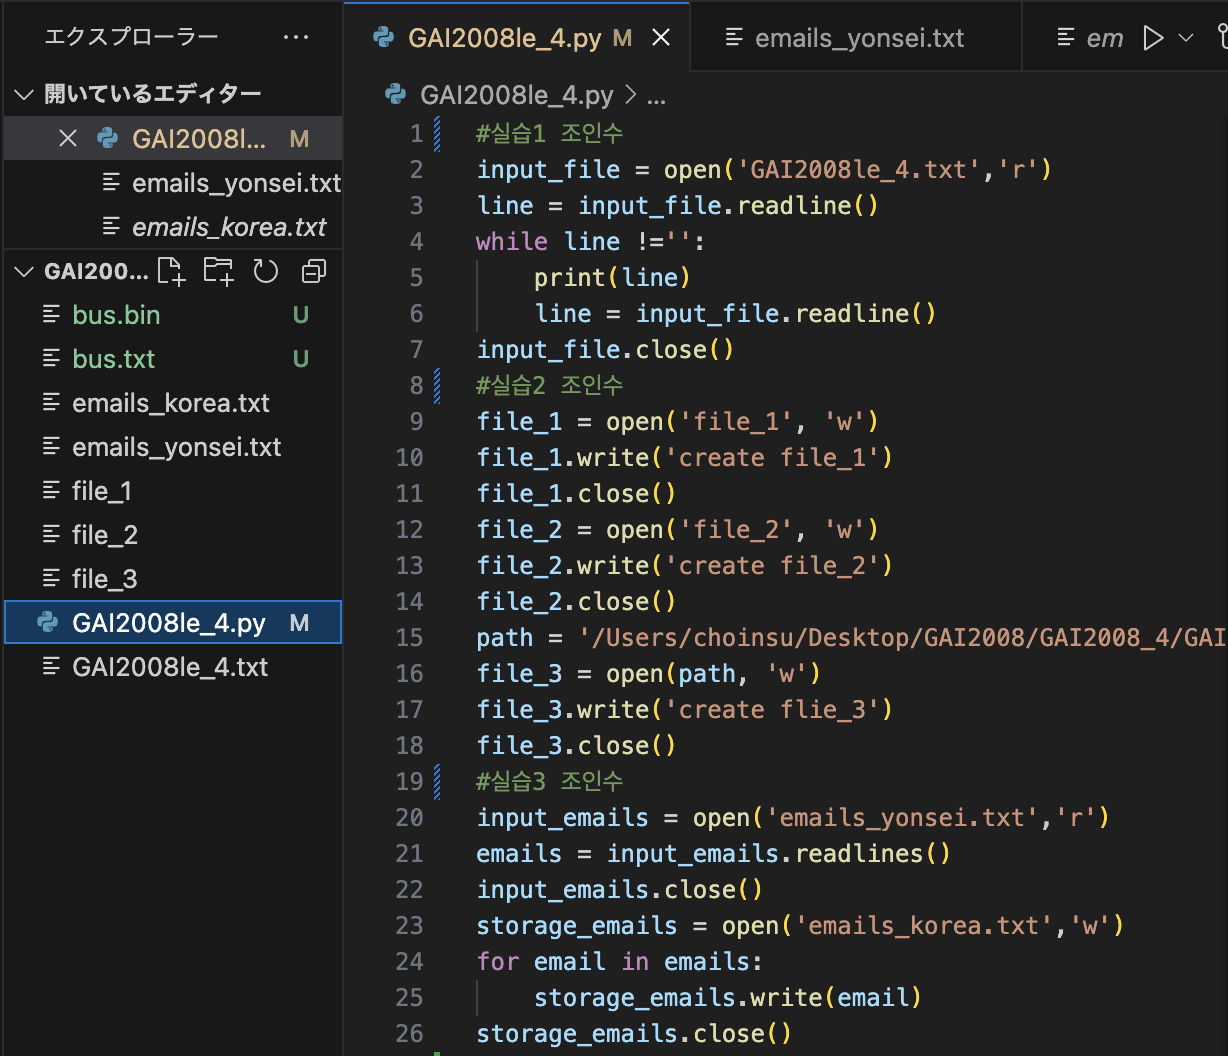 エクスプローラー ...
開いているエディター
GAI2008l... M
emails_yonsei.txt
emails_korea.txt
GAI200...
bus.bin U
bus.txt U
emails_korea.txt
emails_yonsei.txt
file_1
file_2
file_3
GAI2008le_4.py M
GAI2008le_4.txt
GAI2008le_4.py M
emails_yonsei.txt
em
GAI2008le_4.py > ...
1 #실습1 조인수
2 input_file = open('GAI2008le_4.txt','r')
3 line = input_file.readline()
4 while line !='':
5 print(line)
6 line = input_file.readline()
7 input_file.close()
8 #실습2 조인수
9 file_1 = open('file_1', 'w')
10 file_1.write('create file_1')
11 file_1.close()
12 file_2 = open('file_2', 'w')
13 file_2.write('create file_2')
14 file_2.close()
15 path = '/Users/choinsu/Desktop/GAI2008/GAI2008_4/GAI
16 file_3 = open(path, 'w')
17 file_3.write('create flie_3')
18 file_3.close()
19 #실습3 조인수
20 input_emails = open('emails_yonsei.txt','r')
21 emails = input_emails.readlines()
22 input_emails.close()
23 storage_emails = open('emails_korea.txt','w')
24 for email in emails:
25 storage_emails.write(email)
26 storage_emails.close()